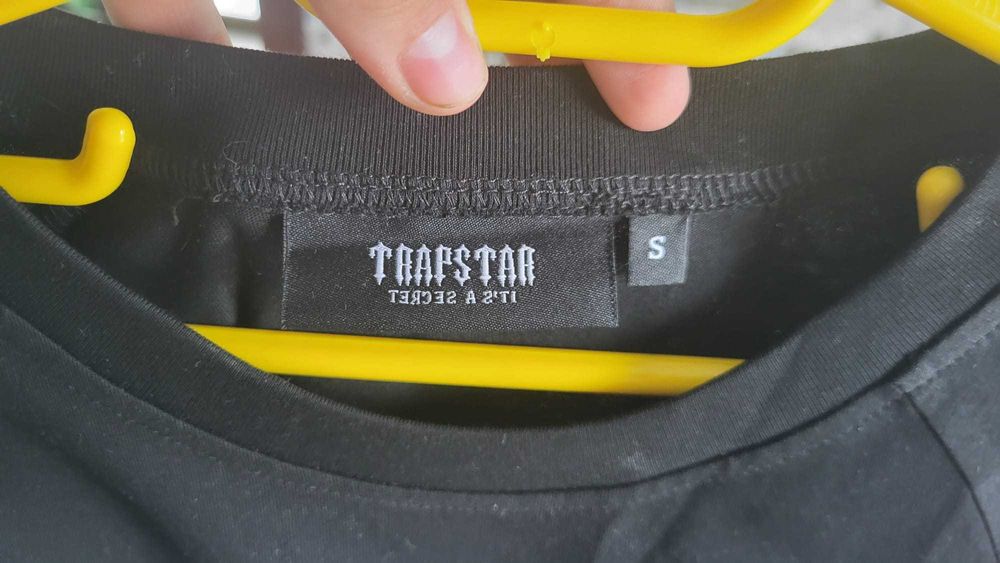 TRAPSTAR
IT'S A SECRET
S